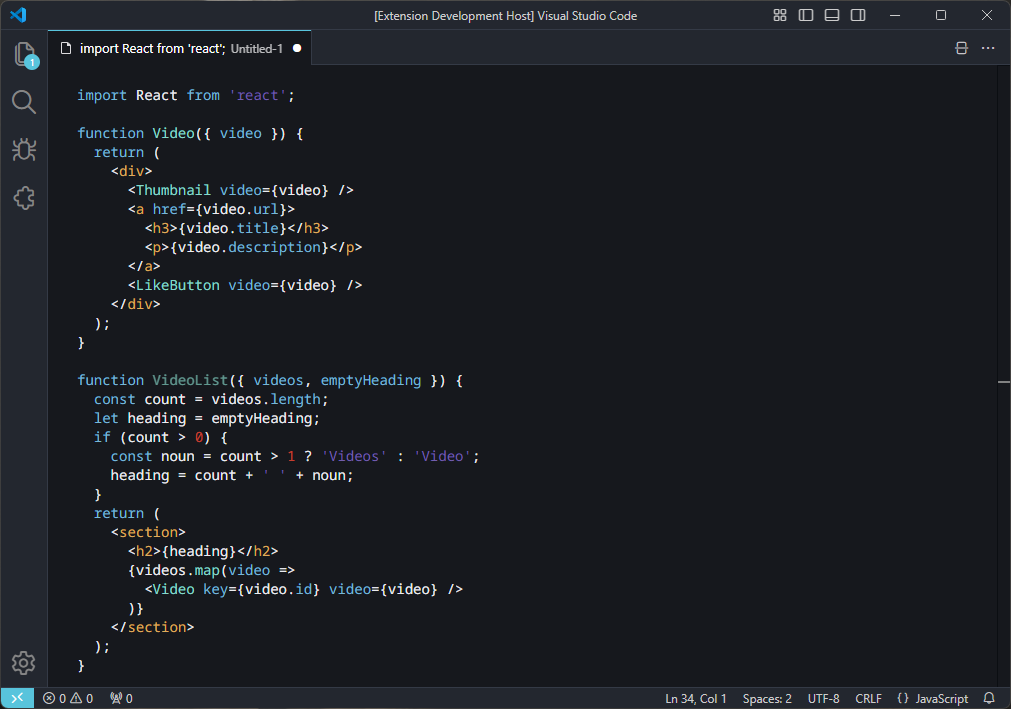 [Extension Development Host] Visual Studio Code
1
import React from 'react'; Untitled-1
import React from 'react';
function Video({ video }) {
return (
<div>
<Thumbnail video={video} />
<a href={video.url}>
<h3>{video.title}</h3>
<p>{video.description}</p>
</a>
<LikeButton video={video} />
</div>
);
}
function VideoList({ videos, emptyHeading }) {
const count = videos.length;
let heading = emptyHeading;
if (count > 0) {
const noun = count > 1 ? 'Videos' : 'Video';
heading = count + ' ' + noun;
}
return (
<section>
<h2>{heading}</h2>
{videos.map(video =>
<Video key={video.id} video={video} />
)}
</section>
);
}
0 0 0 Ln 34, Col 1 Spaces: 2 UTF-8 CRLF {} JavaScript